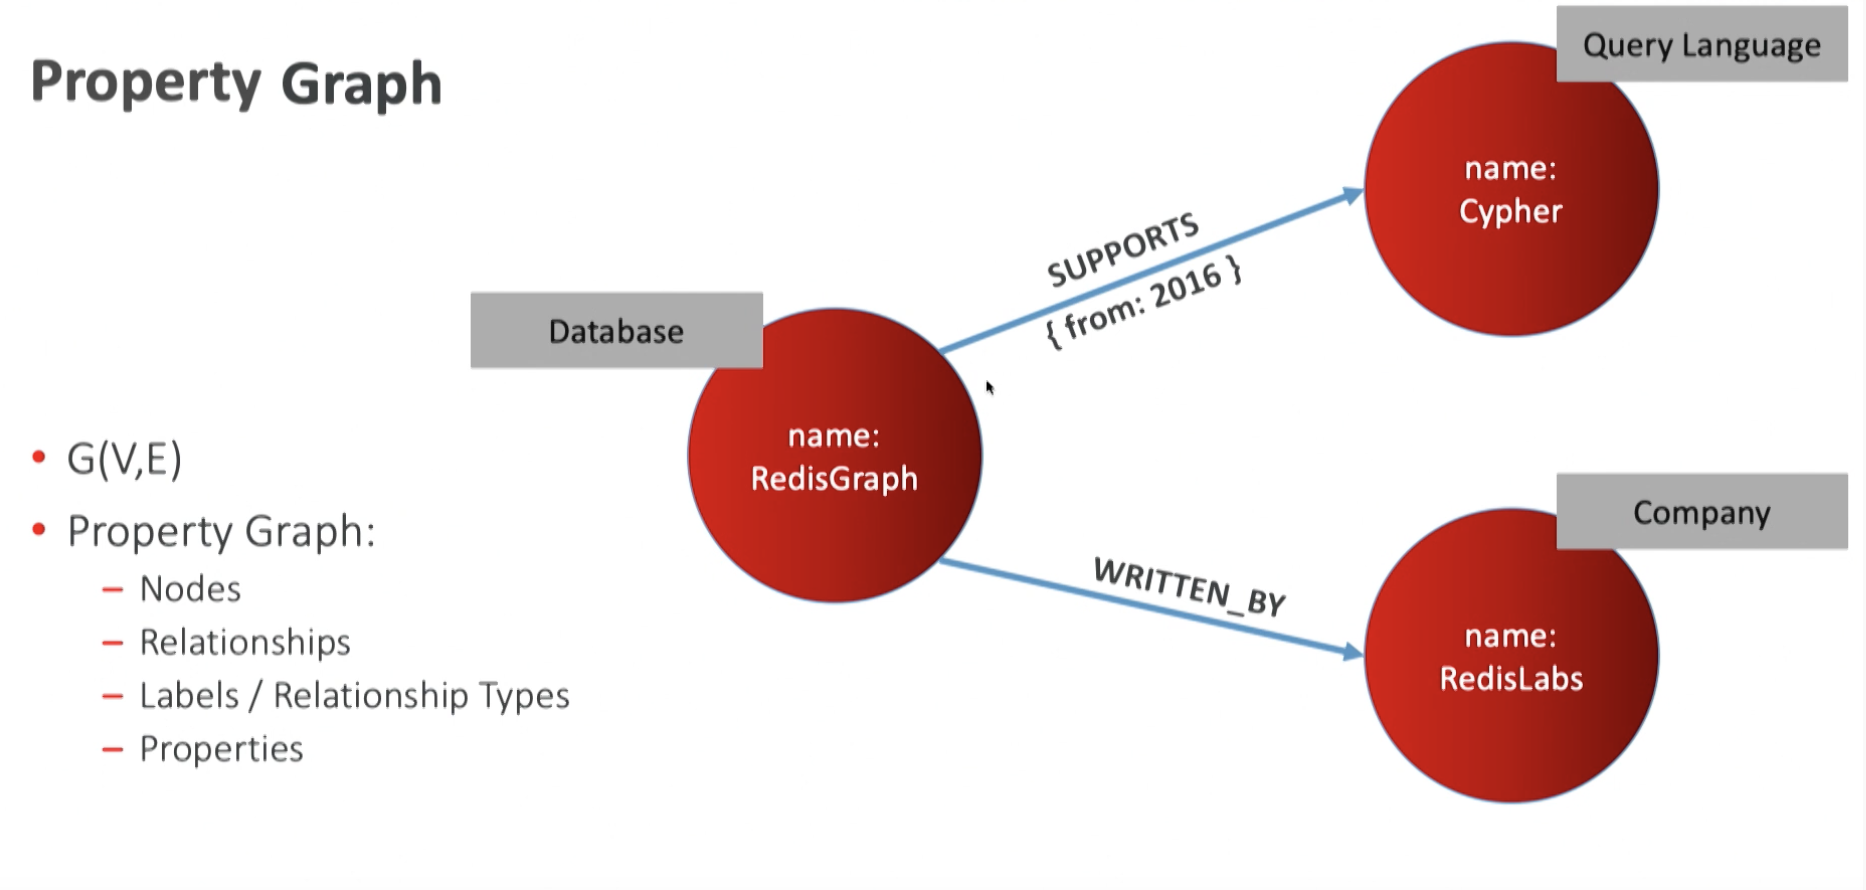 Property Graph
Query Language
name:
Cypher
SUPPORTS
{ from: 2016 }
Database
name:
RedisGraph
• G(V,E)
• Property Graph:
– Nodes
– Relationships
– Labels / Relationship Types
– Properties
WRITTEN_BY
Company
name:
RedisLabs